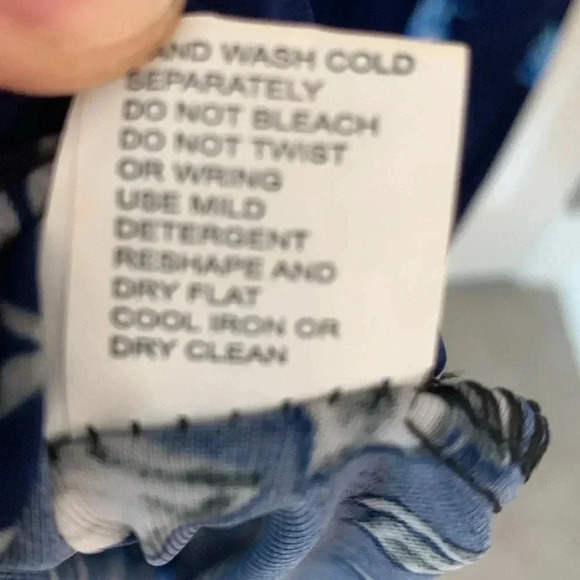 HAND WASH COLD
SEPARATELY
DO NOT BLEACH
DO NOT TWIST
OR WRING
USE MILD
DETERGENT
RESHAPE AND
DRY FLAT
COOL IRON OR
DRY CLEAN